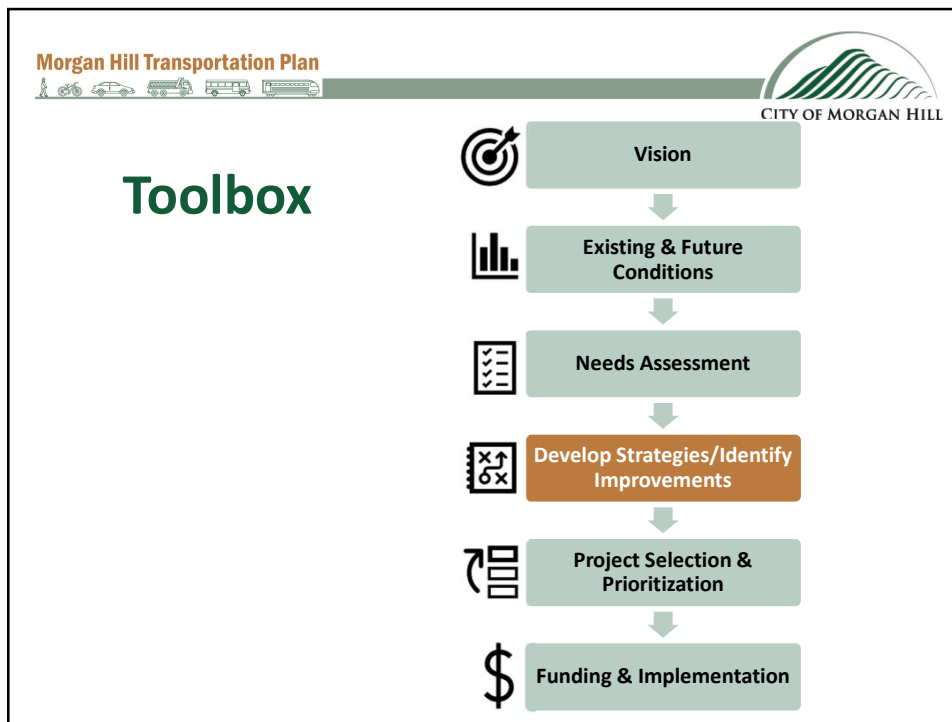 Morgan Hill Transportation Plan
CITY OF MORGAN HILL
Toolbox
Vision
Existing & Future
Conditions
Needs Assessment
Develop Strategies/Identify
Improvements
Project Selection &
Prioritization
Funding & Implementation